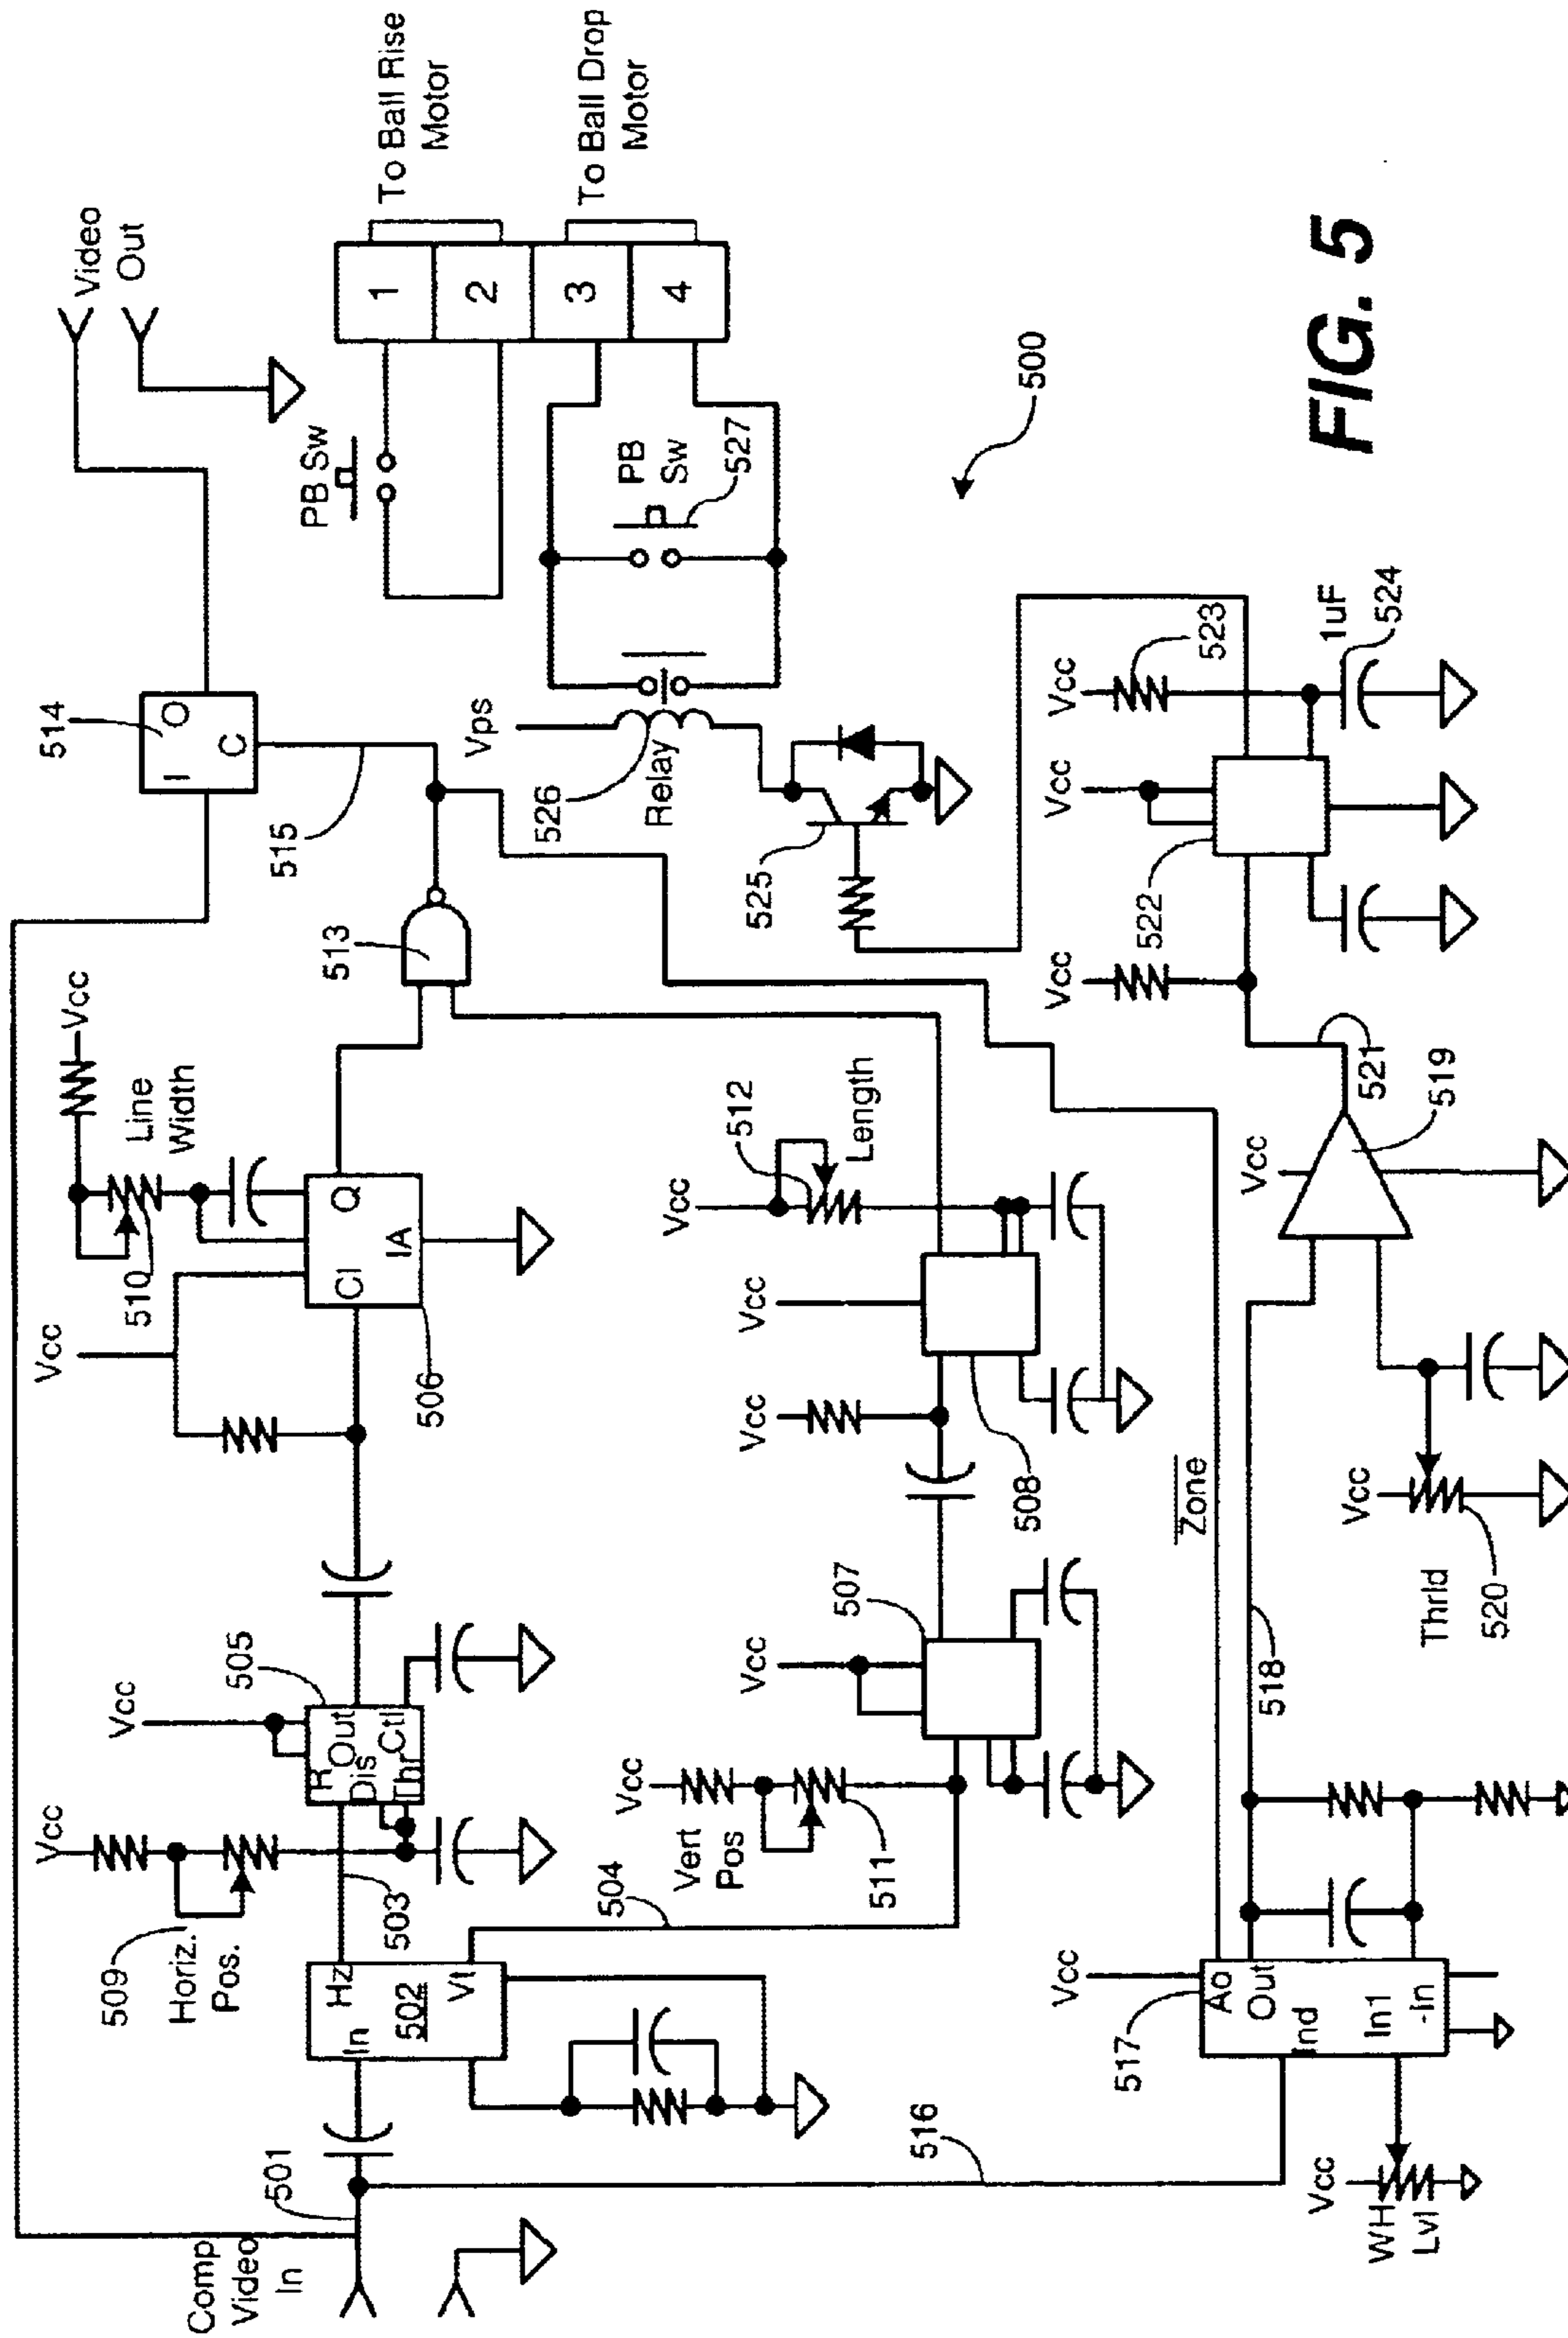 Comp
Video
In
501
Vcc
509
Horiz.
Pos.
503
Hz
In
502
Vt
504
Vcc
505
R
Out
Dis
Ctl
Thr
Vcc
506
Cl
Q
IA
510
Line
Width
Vcc
513
514
I
O
C
515
Video
Out
PB Sw
1
2
3
4
To Ball Rise
Motor
To Ball Drop
Motor
PB
Sw
527
Vps
526
Relay
525
500
Vcc
Vert
Pos
511
Vcc
507
Vcc
508
Vcc
Vcc
512
Length
516
Zone
Vcc
517
Ao
Out
Ind
In1
-In
Vcc
WH
Lvl
518
Vcc
Thrld
520
Vcc
519
521
Vcc
522
Vcc
Vcc
523
1uF
524
FIG. 5